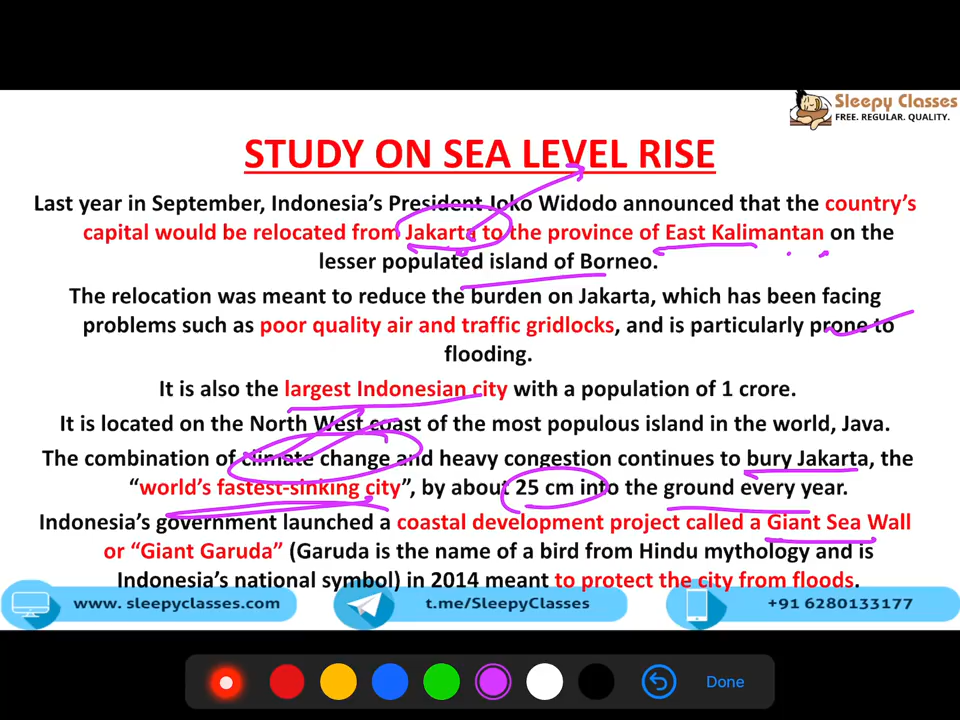 Sleepy Classes
FREE. REGULAR. QUALITY.
STUDY ON SEA LEVEL RISE
Last year in September, Indonesia's President Joko Widodo announced that the country's
capital would be relocated from Jakarta to the province of East Kalimantan on the
lesser populated island of Borneo.
The relocation was meant to reduce the burden on Jakarta, which has been facing
problems such as poor quality air and traffic gridlocks, and is particularly prone to
flooding.
It is also the largest Indonesian city with a population of 1 crore.
It is located on the North West coast of the most populous island in the world, Java.
The combination of climate change and heavy congestion continues to bury Jakarta, the
“world's fastest-sinking city”, by about 25 cm into the ground every year.
Indonesia's government launched a coastal development project called a Giant Sea Wall
or “Giant Garuda” (Garuda is the name of a bird from Hindu mythology and is
Indonesia's national symbol) in 2014 meant to protect the city from floods.
www. sleepyclasses.com
t.me/SleepyClasses
+91 6280133177
Done